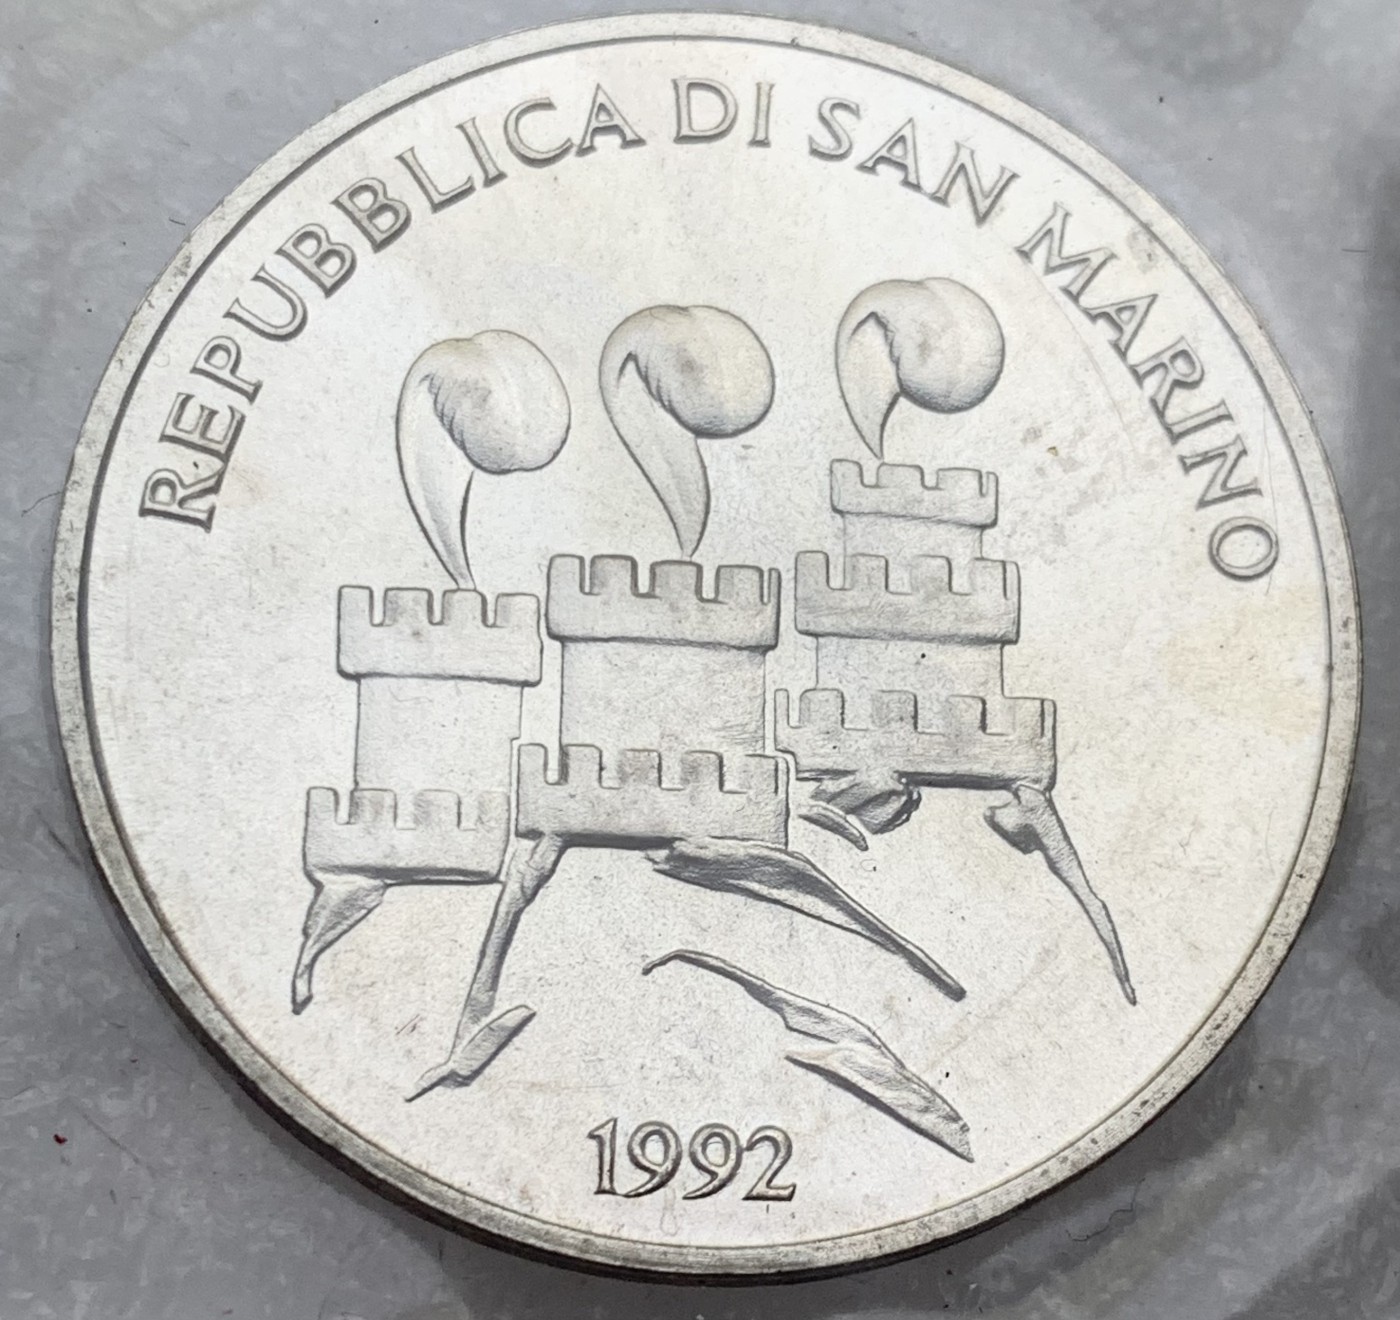 REPUBBLICA DI SAN MARINO
1992